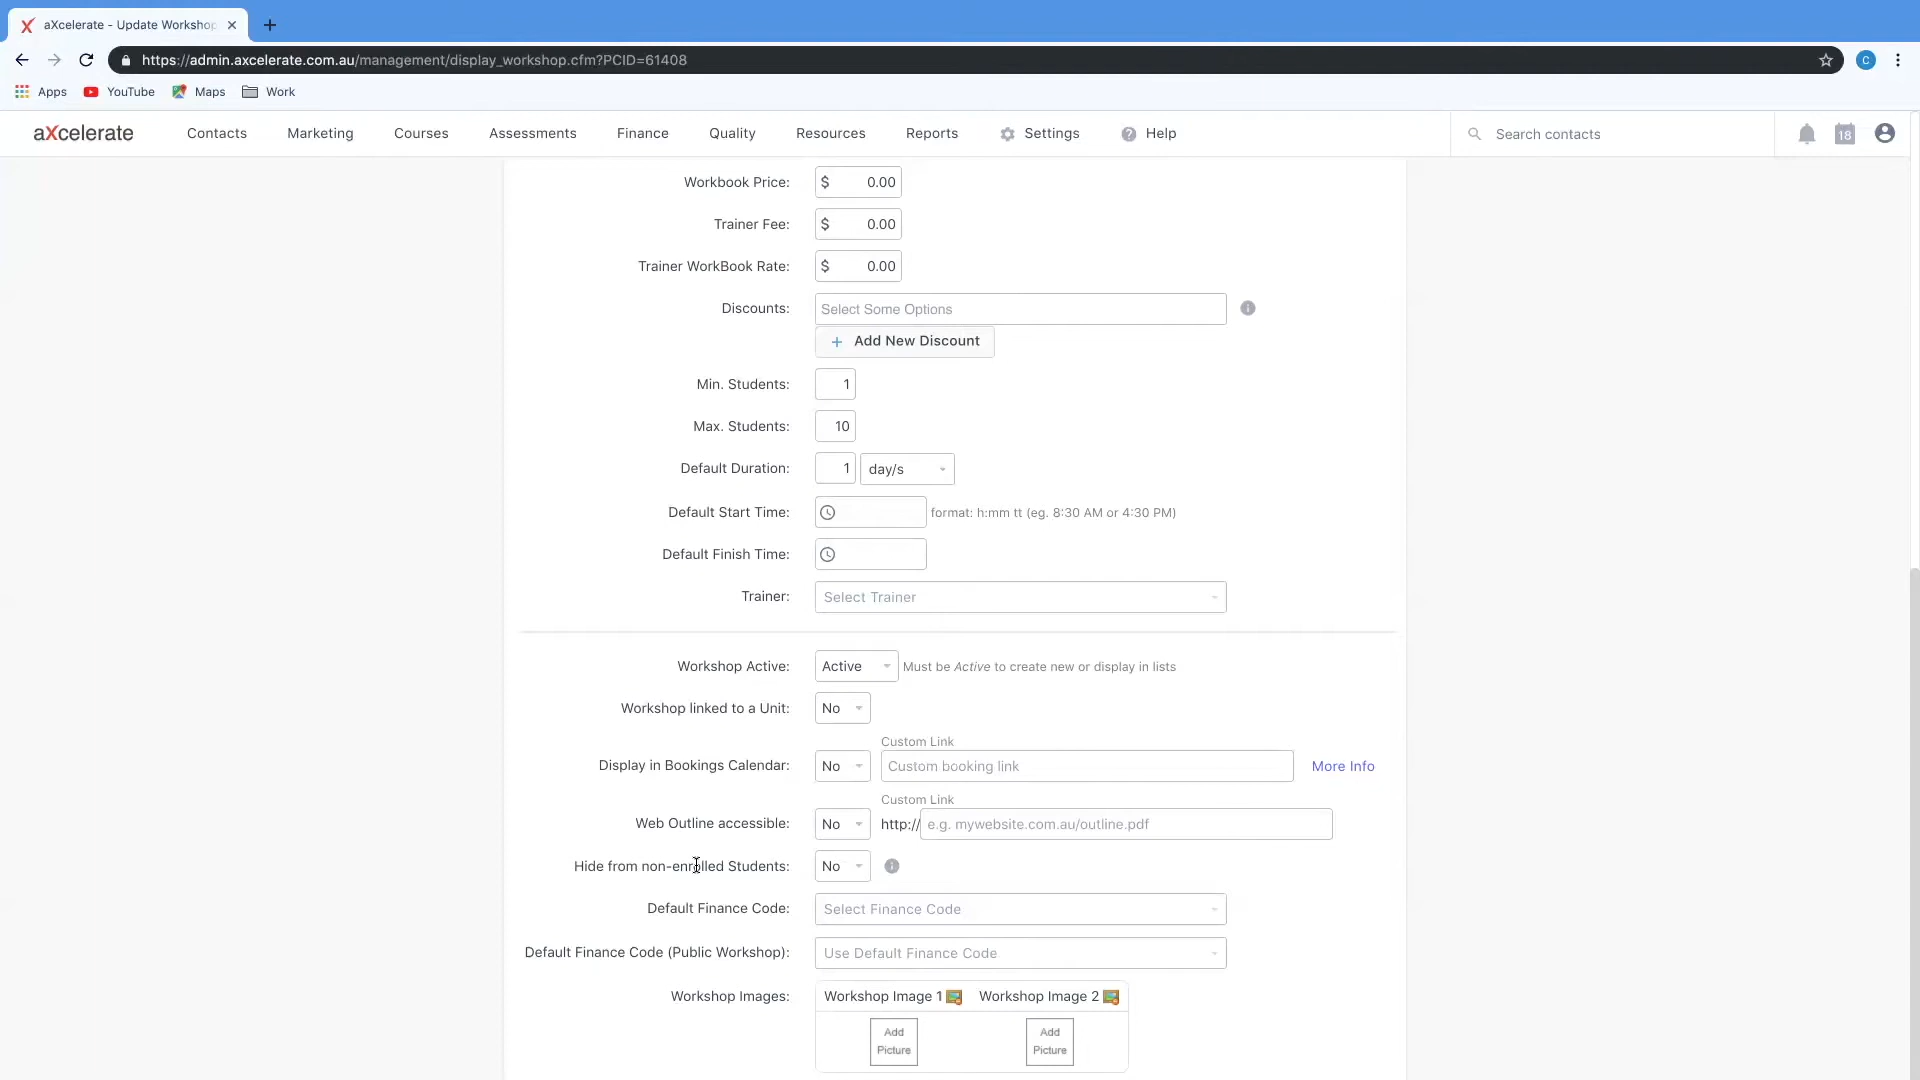 aXcelerate - Update Workshop
https://admin.axcelerate.com.au/management/display_workshop.cfm?PCID=61408
C
Apps YouTube Maps Work
aXcelerate Contacts Marketing Courses Assessments Finance Quality Resources Reports Settings Help Search contacts 18
Workbook Price: $ 0.00
Trainer Fee: $ 0.00
Trainer WorkBook Rate: $ 0.00
Discounts: Select Some Options
+ Add New Discount
Min. Students: 1
Max. Students: 10
Default Duration: 1 day/s
Default Start Time: format: h:mm tt (eg. 8:30 AM or 4:30 PM)
Default Finish Time:
Trainer: Select Trainer
Workshop Active: Active Must be Active to create new or display in lists
Workshop linked to a Unit: No
Custom Link
Display in Bookings Calendar: No Custom booking link More Info
Custom Link
Web Outline accessible: No http:// e.g. mywebsite.com.au/outline.pdf
Hide from non-enrolled Students: No
Default Finance Code: Select Finance Code
Default Finance Code (Public Workshop): Use Default Finance Code
Workshop Images: Workshop Image 1 Workshop Image 2
Add Add
Picture Picture